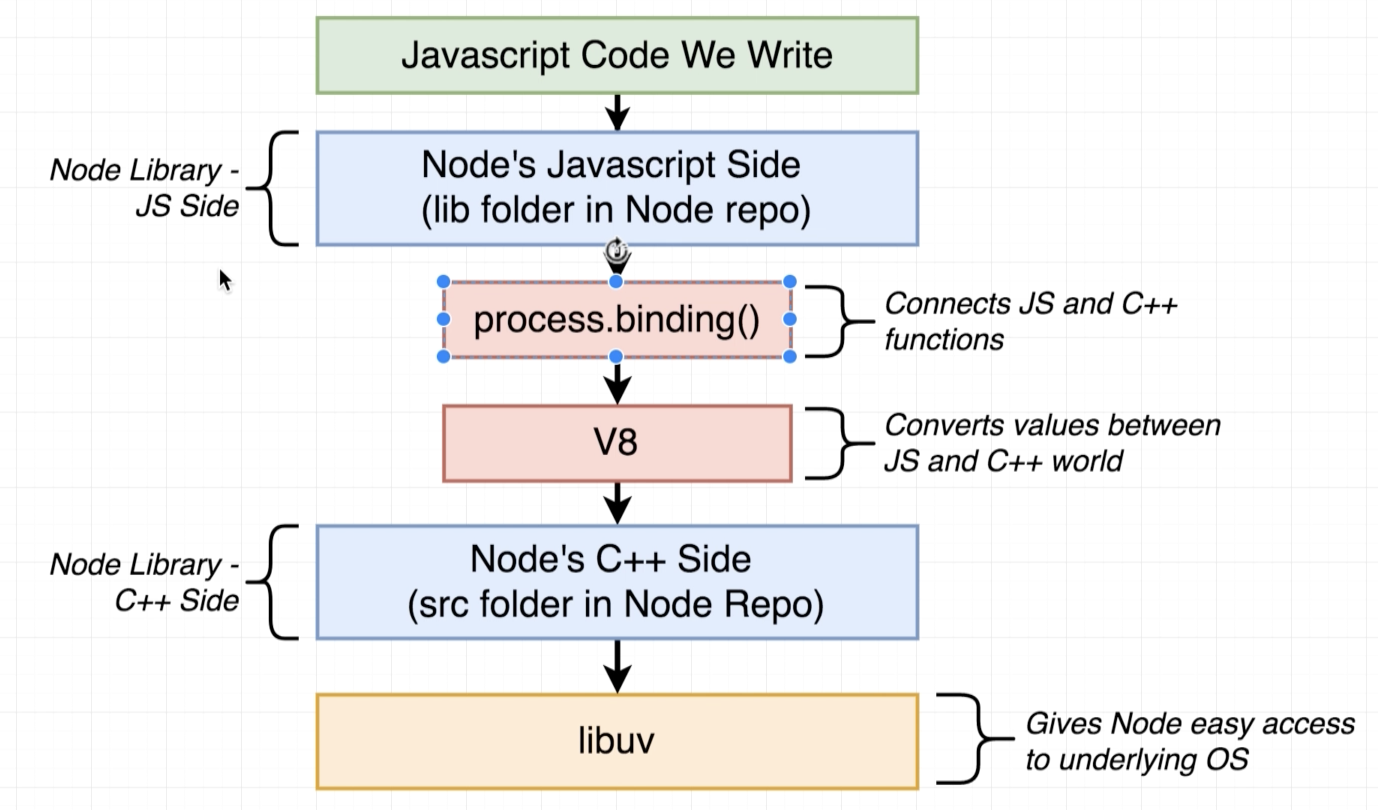 Javascript Code We Write
Node Library -
JS Side
Node's Javascript Side
(lib folder in Node repo)
process.binding()
Connects JS and C++
functions
V8
Converts values between
JS and C++ world
Node Library -
C++ Side
Node's C++ Side
(src folder in Node Repo)
libuv
Gives Node easy access
to underlying OS